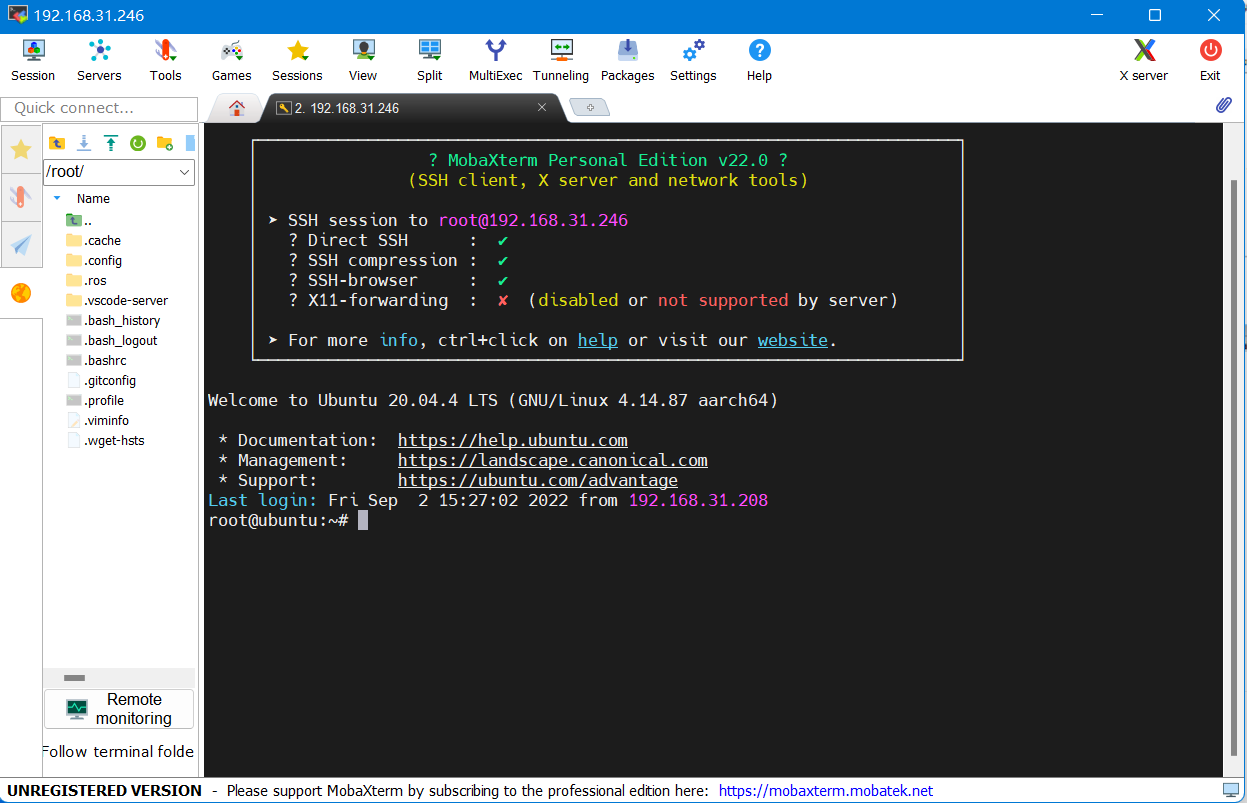 192.168.31.246
Session Servers Tools Games Sessions View Split MultiExec Tunneling Packages Settings Help X server Exit
Quick connect...
2. 192.168.31.246
/root/
Name
..
.cache
.config
.ros
.vscode-server
.bash_history
.bash_logout
.bashrc
.gitconfig
.profile
.viminfo
.wget-hsts
Remote
monitoring
Follow terminal folde
? MobaXterm Personal Edition v22.0 ?
(SSH client, X server and network tools)
➤ SSH session to root@192.168.31.246
? Direct SSH : ✔
? SSH compression : ✔
? SSH-browser : ✔
? X11-forwarding : ✘ (disabled or not supported by server)
➤ For more info, ctrl+click on help or visit our website.
Welcome to Ubuntu 20.04.4 LTS (GNU/Linux 4.14.87 aarch64)
* Documentation: https://help.ubuntu.com
* Management: https://landscape.canonical.com
* Support: https://ubuntu.com/advantage
Last login: Fri Sep 2 15:27:02 2022 from 192.168.31.208
root@ubuntu:~#
UNREGISTERED VERSION - Please support MobaXterm by subscribing to the professional edition here: https://mobaxterm.mobatek.net